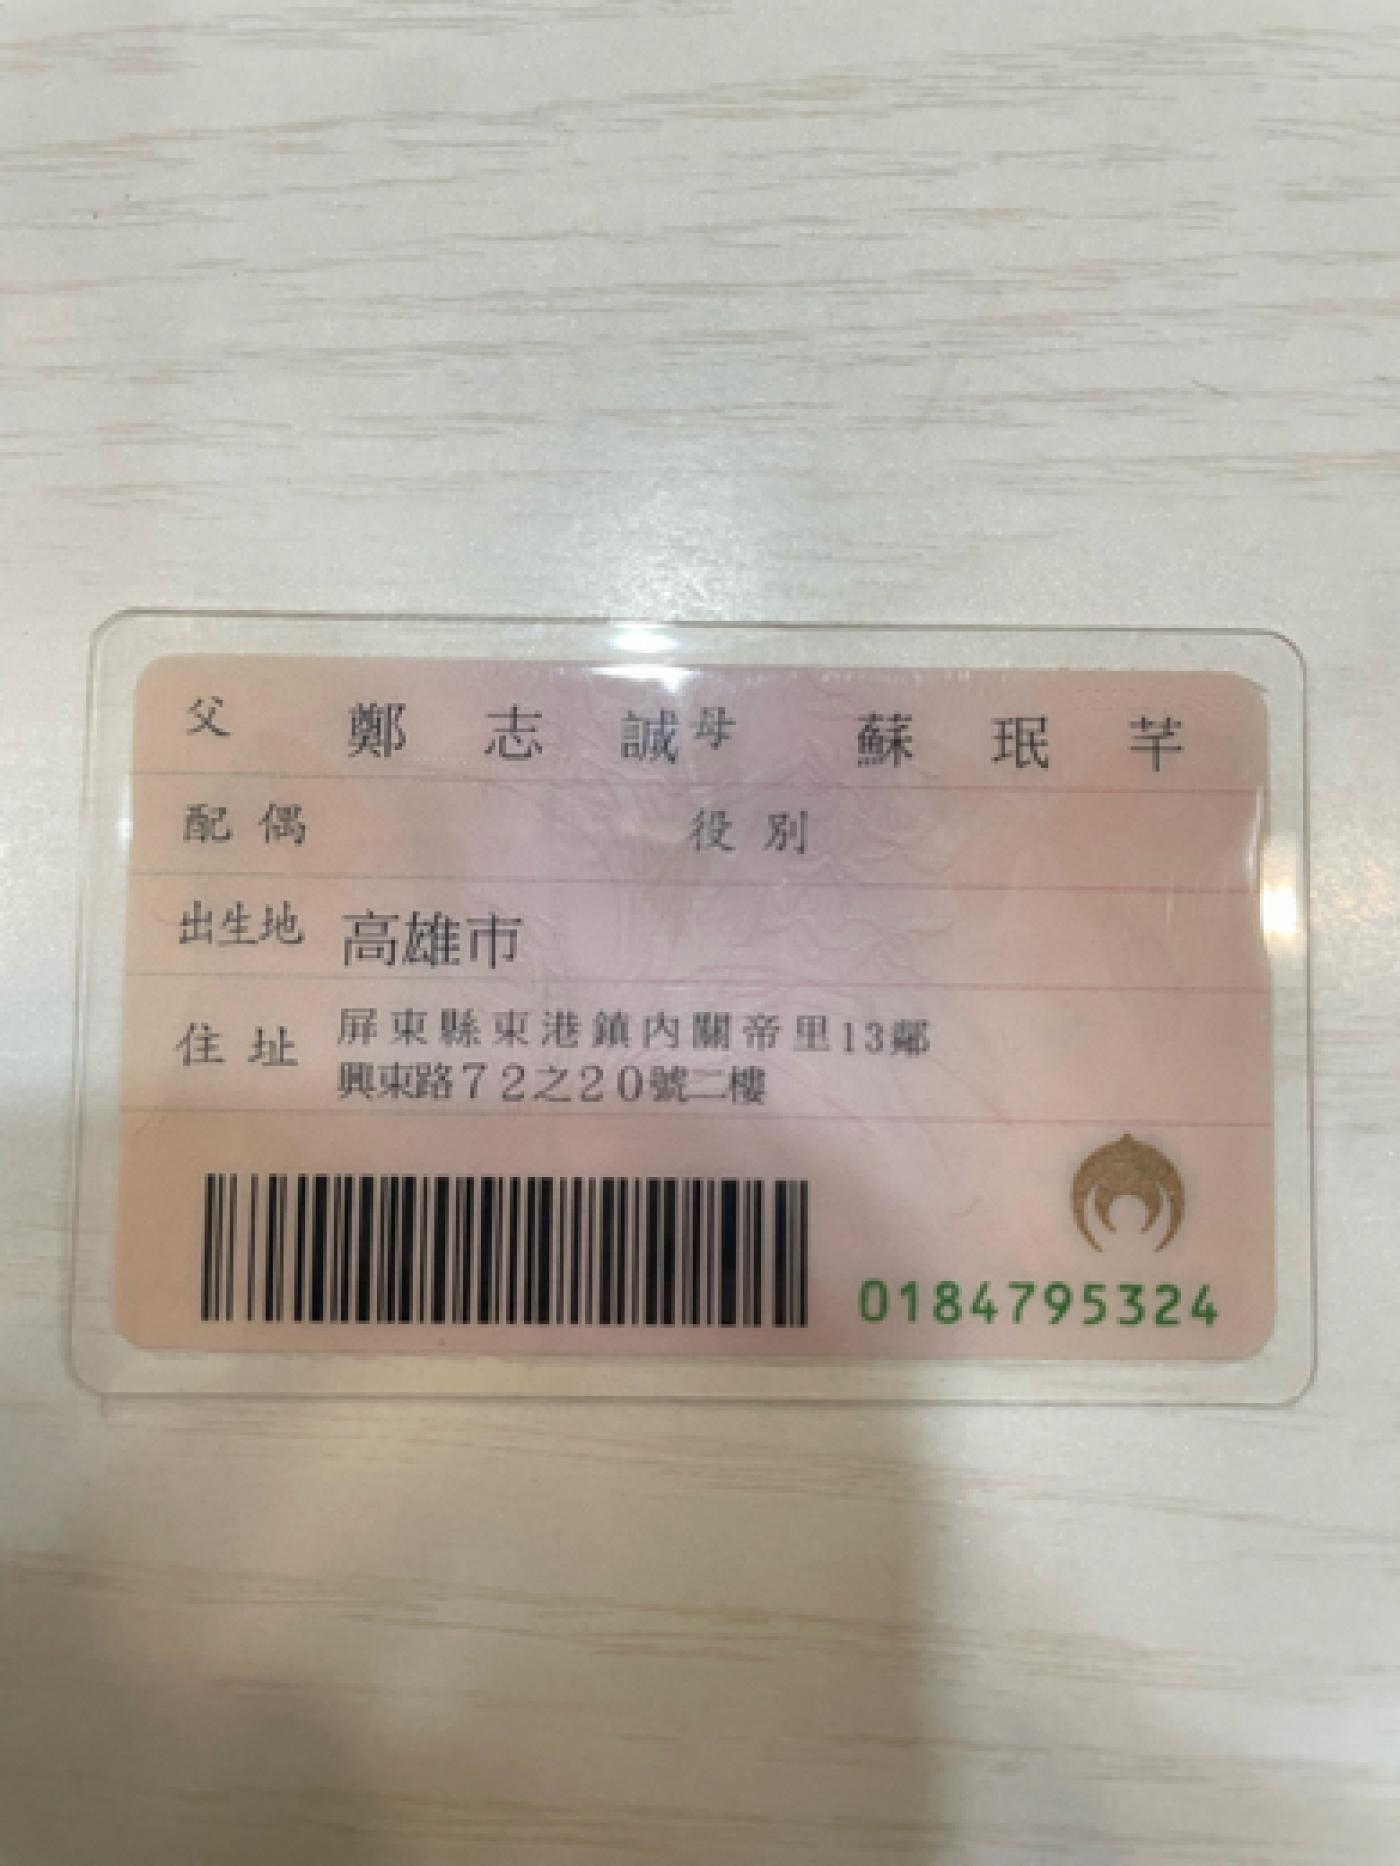 父 鄭志誠 母 蘇珉芊
配偶 役別
出生地 高雄市
住址 屏東縣東港鎮內關帝里13鄰
興東路72之20號二樓
0184795324